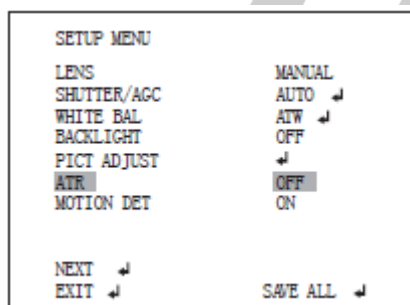 SETUP MENU
LENS MANUAL
SHUTTER/AGC AUTO ↲
WHITE BAL ATW ↲
BACKLIGHT OFF
PICT ADJUST ↲
ATR OFF
MOTION DET ON
NEXT ↲
EXIT ↲ SAVE ALL ↲